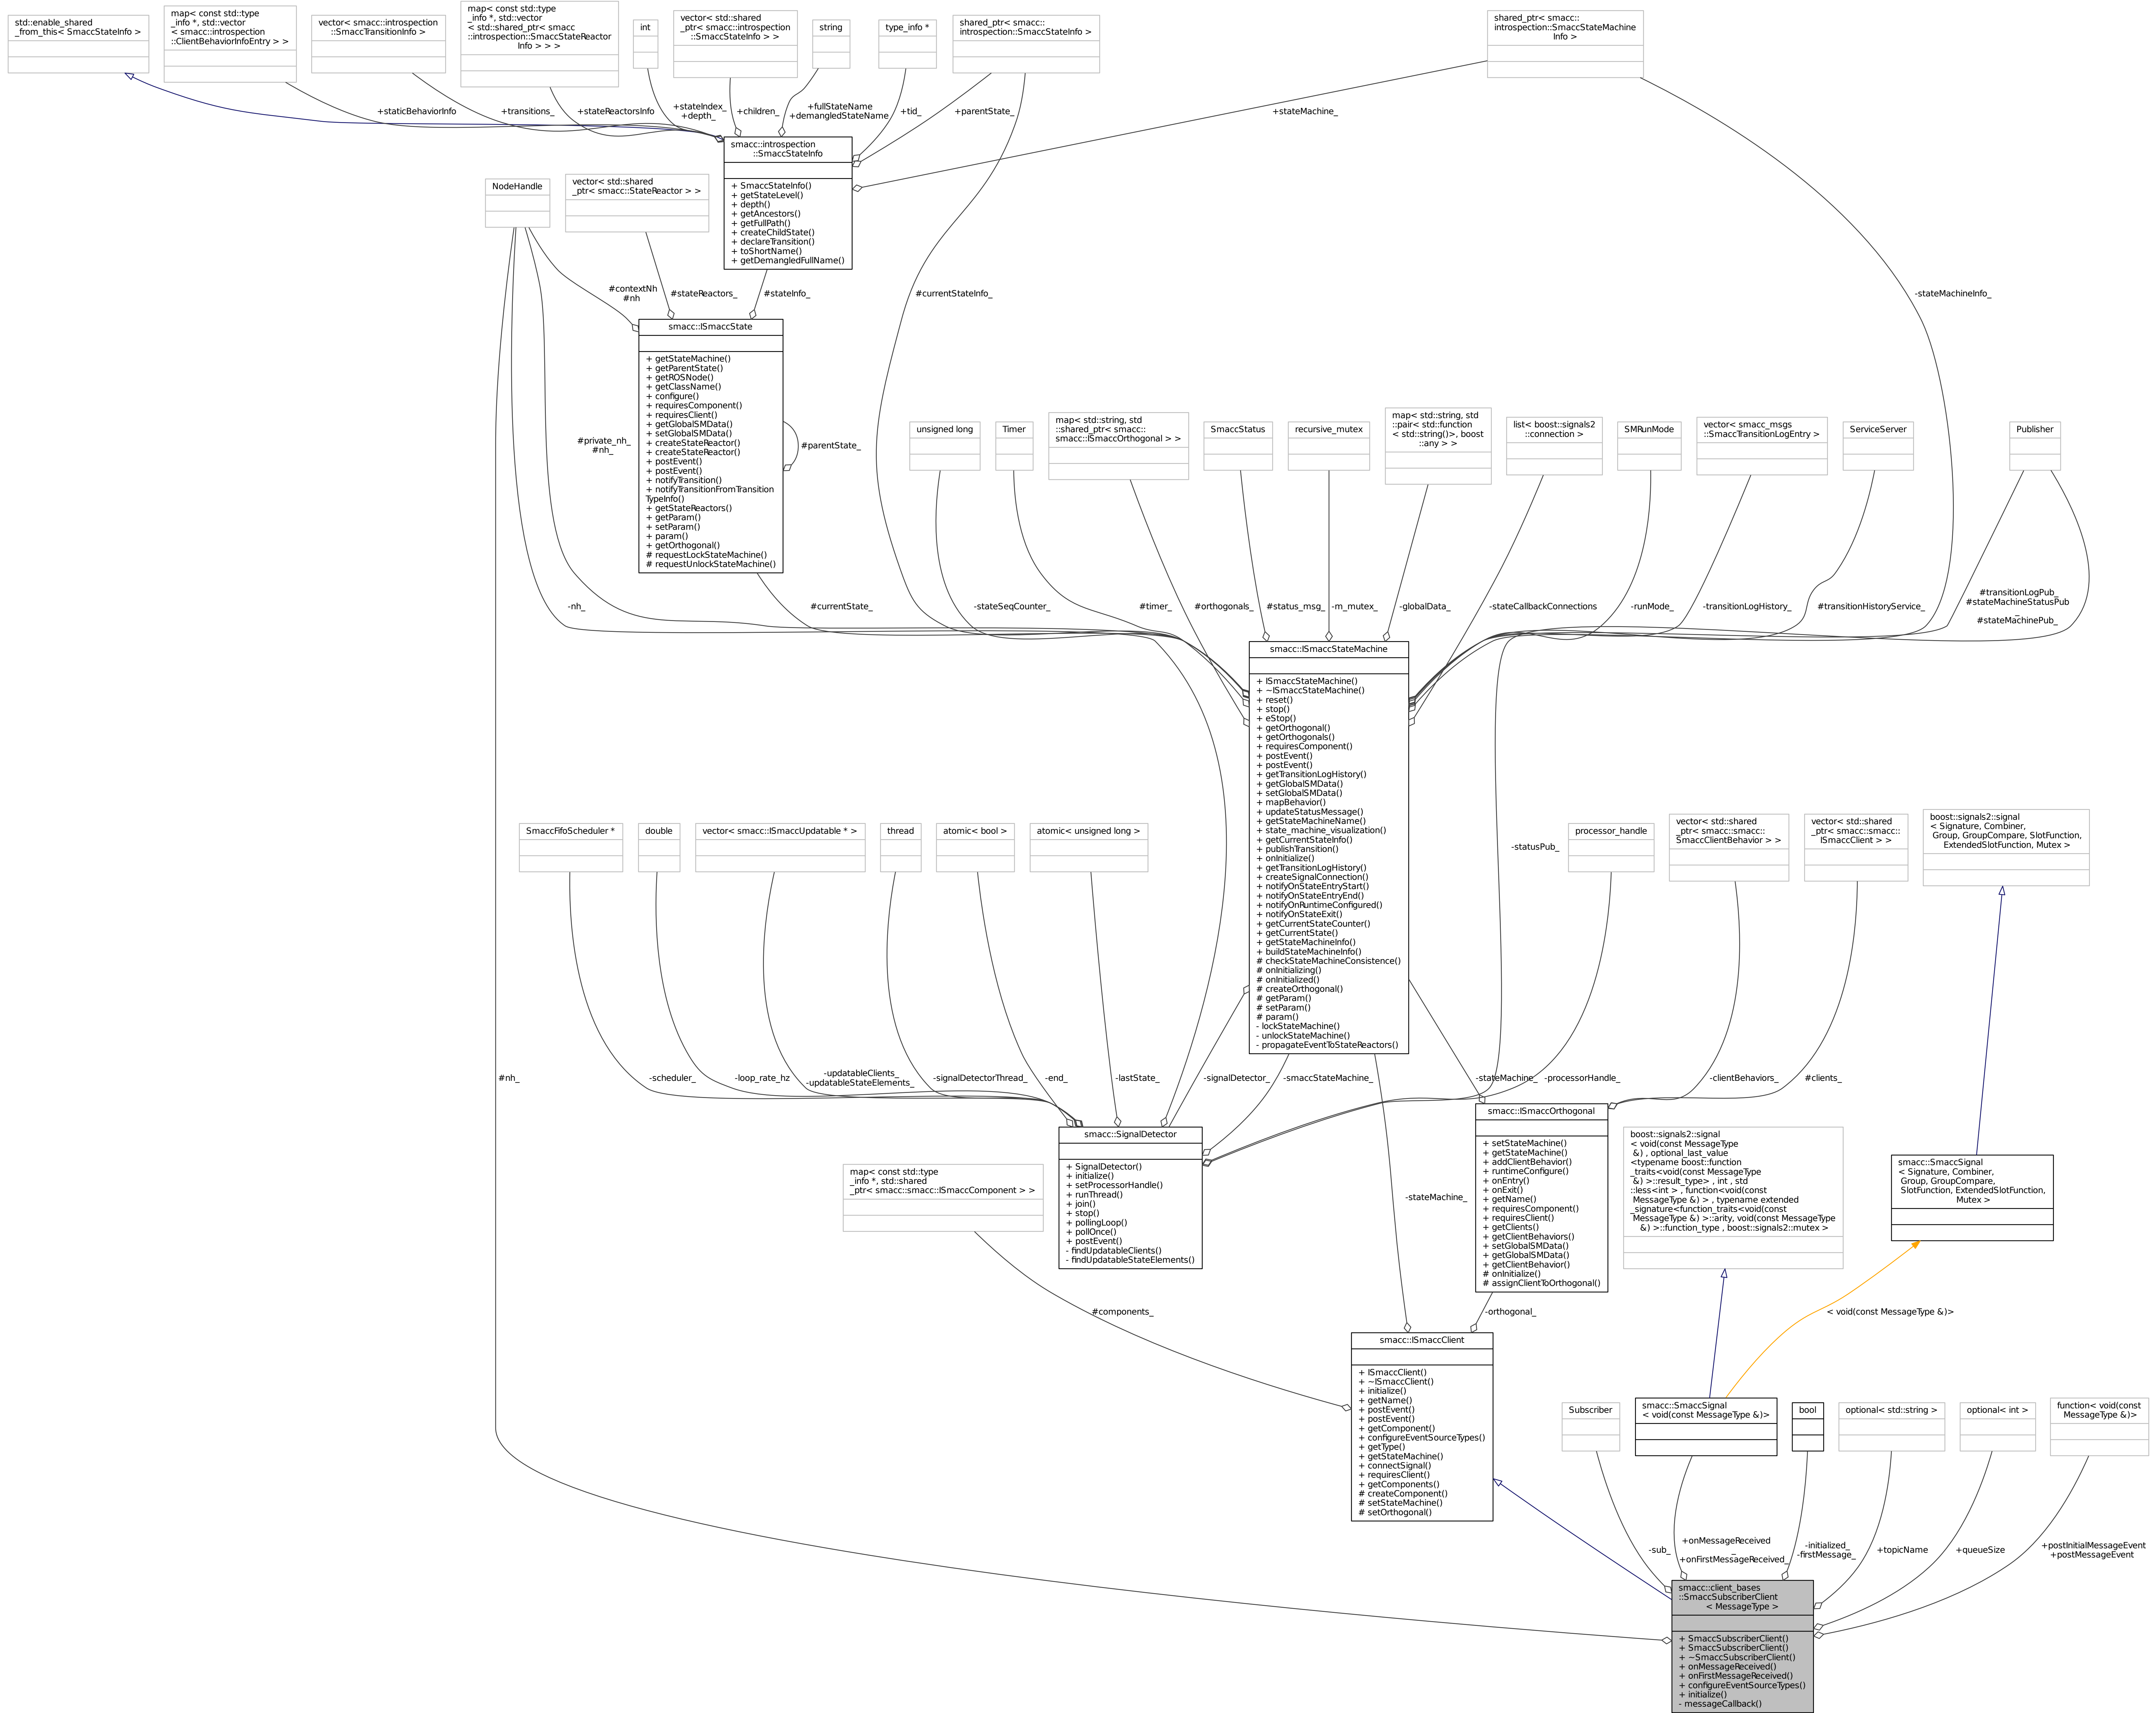 std::enable_shared
_from_this< SmaccStateInfo >
map< const std::type
_info *, std::vector
< smacc::introspection
::ClientBehaviorInfoEntry > >
vector< smacc::introspection
::SmaccTransitionInfo >
map< const std::type
_info *, std::vector
< std::shared_ptr< smacc
::introspection::SmaccStateReactor
Info > > >
int
vector< std::shared
_ptr< smacc::introspection
::SmaccStateInfo > >
string
type_info *
shared_ptr< smacc::
introspection::SmaccStateInfo >
shared_ptr< smacc::
introspection::SmaccStateMachine
Info >
+staticBehaviorInfo
+transitions_
+stateReactorsInfo
+stateIndex_
+depth_
+children_
+fullStateName
+demangledStateName
+tid_
+parentState_
+stateMachine_
smacc::introspection
::SmaccStateInfo
+ SmaccStateInfo()
+ getStateLevel()
+ depth()
+ getAncestors()
+ getFullPath()
+ createChildState()
+ declareTransition()
+ toShortName()
+ getDemangledFullName()
NodeHandle
vector< std::shared
_ptr< smacc::StateReactor > >
#contextNh
#nh
#stateReactors_
#stateInfo_
#currentStateInfo_
-stateMachineInfo_
smacc::ISmaccState
+ getStateMachine()
+ getParentState()
+ getROSNode()
+ getClassName()
+ configure()
+ requiresComponent()
+ requiresClient()
+ getGlobalSMData()
+ setGlobalSMData()
+ createStateReactor()
+ createStateReactor()
+ postEvent()
+ postEvent()
+ notifyTransition()
+ notifyTransitionFromTransition
TypeInfo()
+ getStateReactors()
+ getParam()
+ setParam()
+ param()
+ getOrthogonal()
# requestLockStateMachine()
# requestUnlockStateMachine()
#parentState_
#private_nh_
#nh_
unsigned long
Timer
map< std::string, std
::shared_ptr< smacc::
smacc::ISmaccOrthogonal > >
SmaccStatus
recursive_mutex
map< std::string, std
::pair< std::function
< std::string()>, boost
::any > >
list< boost::signals2
::connection >
SMRunMode
vector< smacc_msgs
::SmaccTransitionLogEntry >
ServiceServer
Publisher
-nh_
#currentState_
-stateSeqCounter_
#timer_
#orthogonals_
#status_msg_
-m_mutex_
-globalData_
-stateCallbackConnections
-runMode_
-transitionLogHistory_
#transitionHistoryService_
#transitionLogPub_
#stateMachineStatusPub
_
#stateMachinePub_
smacc::ISmaccStateMachine
+ ISmaccStateMachine()
+ ~ISmaccStateMachine()
+ reset()
+ stop()
+ eStop()
+ getOrthogonal()
+ getOrthogonals()
+ requiresComponent()
+ postEvent()
+ postEvent()
+ getTransitionLogHistory()
+ getGlobalSMData()
+ setGlobalSMData()
+ mapBehavior()
+ updateStatusMessage()
+ getStateMachineName()
+ state_machine_visualization()
+ getCurrentStateInfo()
+ publishTransition()
+ onInitialize()
+ getTransitionLogHistory()
+ createSignalConnection()
+ notifyOnStateEntryStart()
+ notifyOnStateEntryEnd()
+ notifyOnRuntimeConfigured()
+ notifyOnStateExit()
+ getCurrentStateCounter()
+ getCurrentState()
+ getStateMachineInfo()
+ buildStateMachineInfo()
# checkStateMachineConsistence()
# onInitializing()
# onInitialized()
# createOrthogonal()
# getParam()
# setParam()
# param()
- lockStateMachine()
- unlockStateMachine()
- propagateEventToStateReactors()
SmaccFifoScheduler *
double
vector< smacc::ISmaccUpdatable * >
thread
atomic< bool >
atomic< unsigned long >
-statusPub_
processor_handle
vector< std::shared
_ptr< smacc::smacc::
SmaccClientBehavior > >
vector< std::shared
_ptr< smacc::smacc::
ISmaccClient > >
boost::signals2::signal
< Signature, Combiner,
Group, GroupCompare, SlotFunction,
ExtendedSlotFunction, Mutex >
#nh_
-scheduler_
-loop_rate_hz
-updatableClients_
-updatableStateElements_
-signalDetectorThread_
-end_
-lastState_
-signalDetector_
-smaccStateMachine_
-stateMachine_
-processorHandle_
-clientBehaviors_
#clients_
smacc::SignalDetector
+ SignalDetector()
+ initialize()
+ setProcessorHandle()
+ runThread()
+ join()
+ stop()
+ pollingLoop()
+ pollOnce()
+ postEvent()
- findUpdatableClients()
- findUpdatableStateElements()
smacc::ISmaccOrthogonal
+ setStateMachine()
+ getStateMachine()
+ addClientBehavior()
+ runtimeConfigure()
+ onEntry()
+ onExit()
+ getName()
+ requiresComponent()
+ requiresClient()
+ getClients()
+ getClientBehaviors()
+ setGlobalSMData()
+ getGlobalSMData()
+ getClientBehavior()
# onInitialize()
# assignClientToOrthogonal()
boost::signals2::signal
< void(const MessageType
&) , optional_last_value
<typename boost::function
_traits<void(const MessageType
&) >::result_type> , int , std
::less<int > , function<void(const
MessageType &) > , typename extended
_signature<function_traits<void(const
MessageType &) >::arity, void(const MessageType
&) >::function_type , boost::signals2::mutex >
smacc::SmaccSignal
< Signature, Combiner,
Group, GroupCompare,
SlotFunction, ExtendedSlotFunction,
Mutex >
map< const std::type
_info *, std::shared
_ptr< smacc::smacc::ISmaccComponent > >
-stateMachine_
#components_
-orthogonal_
< void(const MessageType &)>
smacc::ISmaccClient
+ ISmaccClient()
+ ~ISmaccClient()
+ initialize()
+ getName()
+ postEvent()
+ postEvent()
+ getComponent()
+ configureEventSourceTypes()
+ getType()
+ getStateMachine()
+ connectSignal()
+ requiresClient()
+ getComponents()
# createComponent()
# setStateMachine()
# setOrthogonal()
Subscriber
smacc::SmaccSignal
< void(const MessageType &)>
bool
optional< std::string >
optional< int >
function< void(const
MessageType &)>
-sub_
+onMessageReceived
_
+onFirstMessageReceived_
-initialized_
-firstMessage_
+topicName
+queueSize
+postInitialMessageEvent
+postMessageEvent
smacc::client_bases
::SmaccSubscriberClient
< MessageType >
+ SmaccSubscriberClient()
+ SmaccSubscriberClient()
+ ~SmaccSubscriberClient()
+ onMessageReceived()
+ onFirstMessageReceived()
+ configureEventSourceTypes()
+ initialize()
- messageCallback()